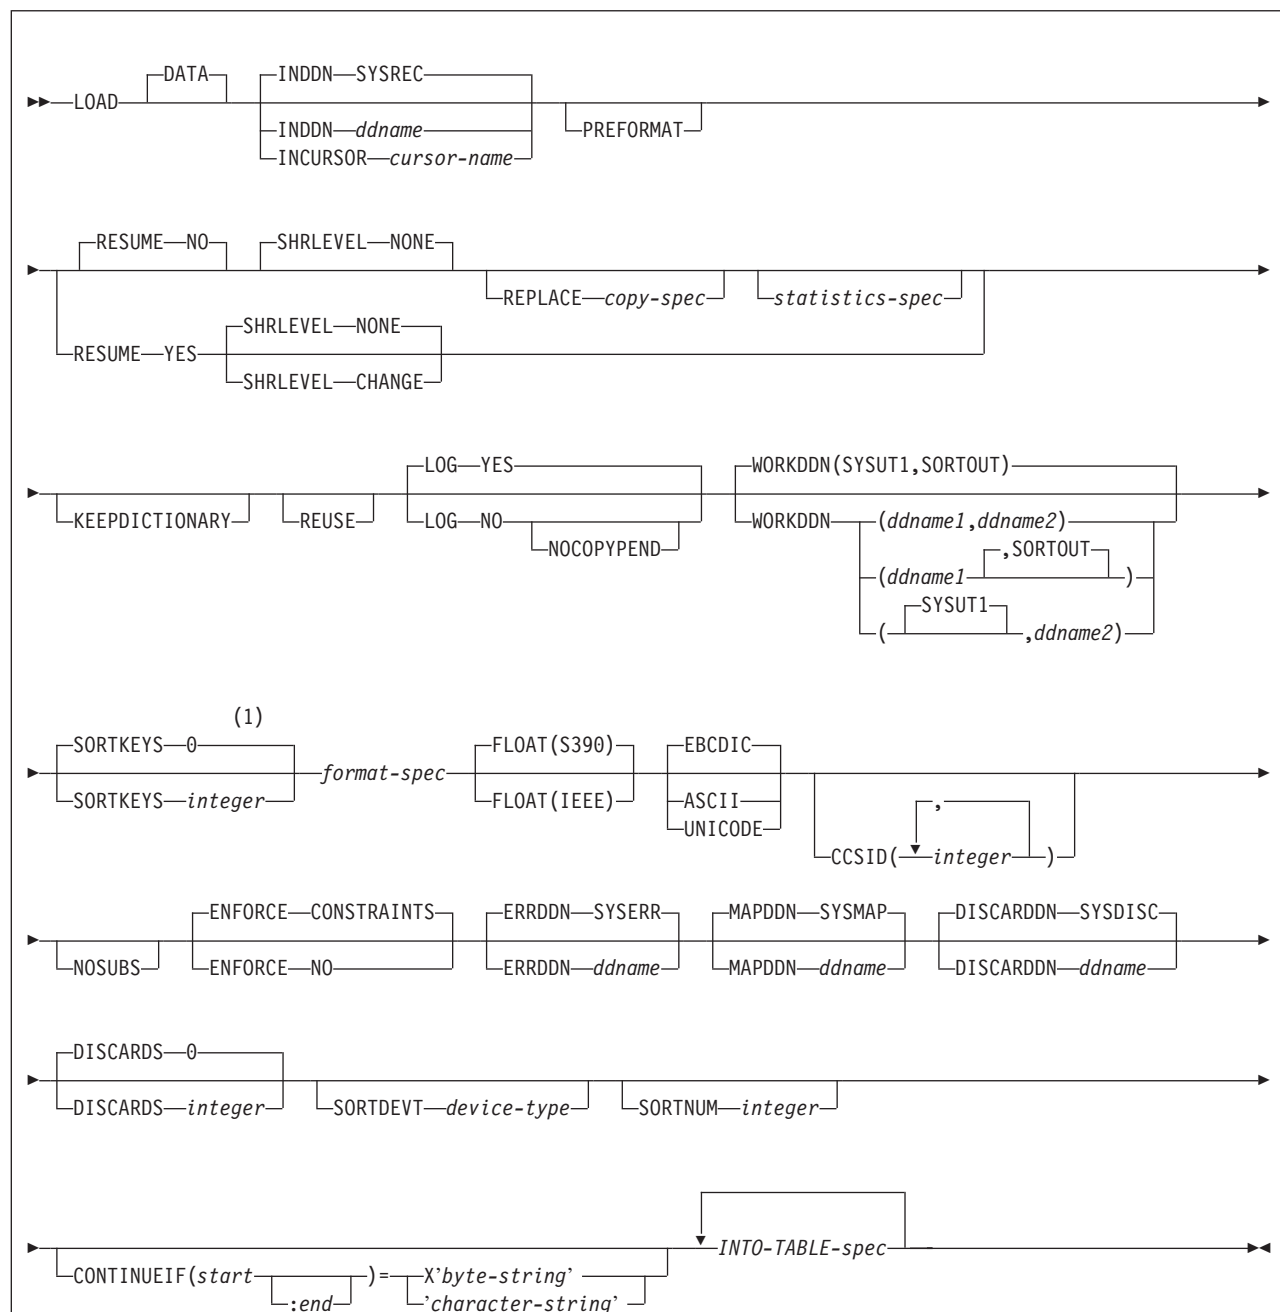 DATA INDDN SYSREC
LOAD
INDDN ddname PREFORMAT
INCURSOR cursor-name
RESUME NO SHRLEVEL NONE
REPLACE copy-spec statistics-spec
SHRLEVEL NONE
RESUME YES
SHRLEVEL CHANGE
LOG YES WORKDDN(SYSUT1,SORTOUT)
KEEPDICTIONARY REUSE LOG NO WORKDDN (ddname1,ddname2)
NOCOPYPEND ,SORTOUT
(ddname1 )
SYSUT1
( ,ddname2)
(1)
SORTKEYS 0 format-spec FLOAT(S390) EBCDIC
SORTKEYS integer FLOAT(IEEE) ASCII
UNICODE ,
CCSID( integer )
ENFORCE CONSTRAINTS ERRDDN SYSERR MAPDDN SYSMAP DISCARDDN SYSDISC
NOSUBS ENFORCE NO ERRDDN ddname MAPDDN ddname DISCARDDN ddname
DISCARDS 0
DISCARDS integer SORTDEVT device-type SORTNUM integer
INTO-TABLE-spec
CONTINUEIF(start )= X'byte-string'
:end 'character-string'